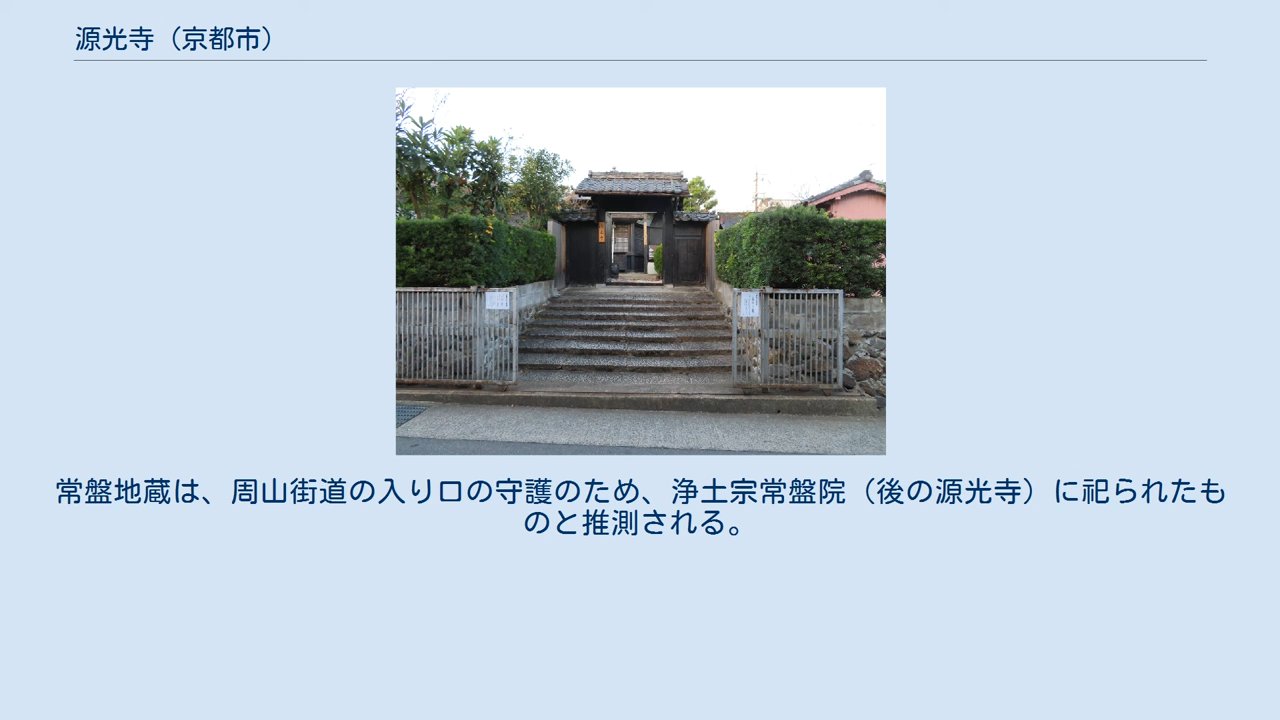 源光寺（京都市）
常盤地蔵は、周山街道の入り口の守護のため、浄土宗常盤院（後の源光寺）に祀られたも
のと推測される。